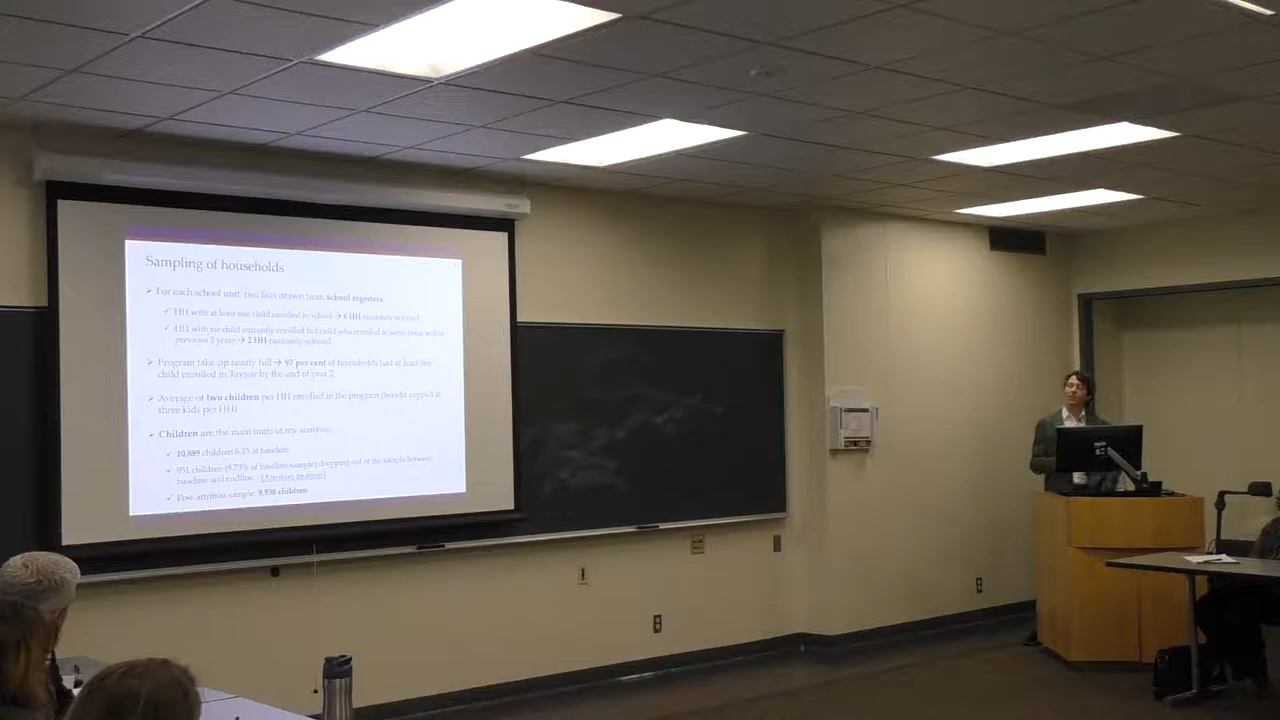 Sampling of households
➢ For each school unit, two lists drawn from school registers:
✓ HH with at least one child enrolled in school → 6 HH randomly selected
✓ HH with no child currently enrolled but child who enrolled at some point within
previous 3 years → 2 HH randomly selected
➢ Program take-up nearly full → 97 per cent of households had at least one
child enrolled in Tayssir by the end of year 2
➢ Average of two children per HH enrolled in the program (benefit capped at
three kids per HH)
➢ Children are the main units of my analysis:
✓ 10,889 children 6-15 at baseline
✓ 951 children (8.73% of baseline sample) dropping out of the sample between
baseline and endline. [Attrition analysis]
✓ Post-attrition sample: 9,938 children